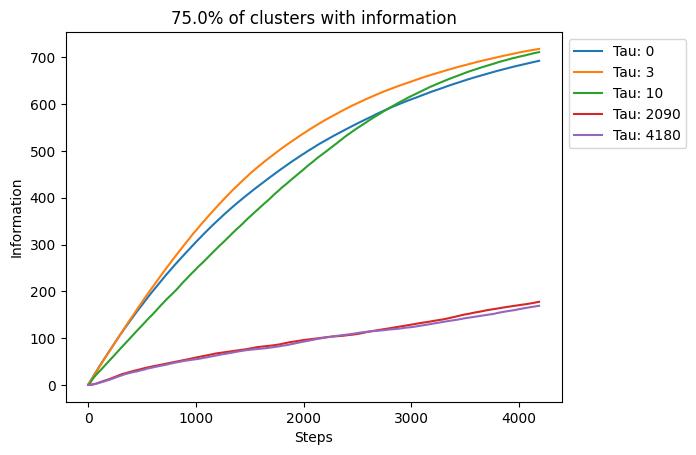 75.0% of clusters with information
Information
700
600
500
400
300
200
100
0
0 1000 2000 3000 4000
Steps
Tau: 0
Tau: 3
Tau: 10
Tau: 2090
Tau: 4180